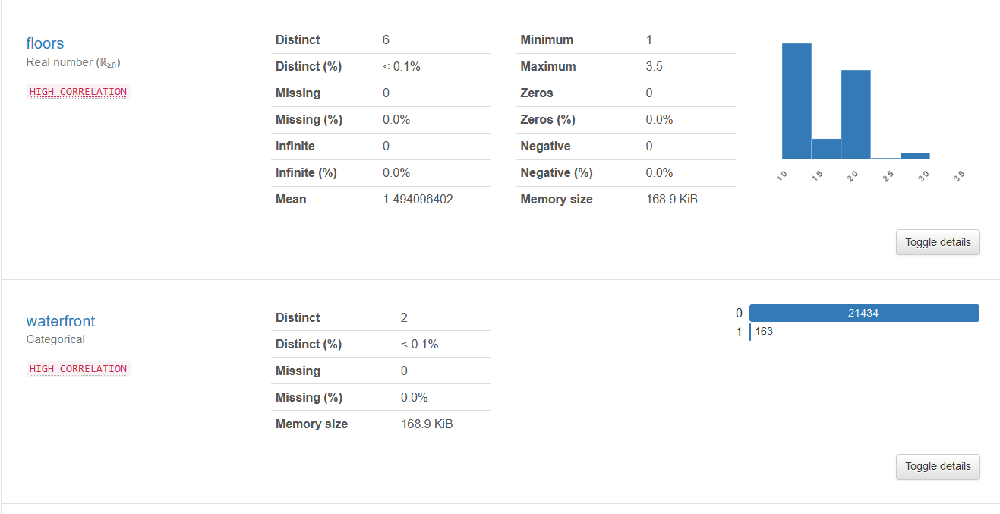 floors
Real number (ℝ≥0)
HIGH CORRELATION
Distinct 6
Distinct (%) < 0.1%
Missing 0
Missing (%) 0.0%
Infinite 0
Infinite (%) 0.0%
Mean 1.494096402
Minimum 1
Maximum 3.5
Zeros 0
Zeros (%) 0.0%
Negative 0
Negative (%) 0.0%
Memory size 168.9 KiB
1.0 1.5 2.0 2.5 3.0 3.5
Toggle details
waterfront
Categorical
HIGH CORRELATION
Distinct 2
Distinct (%) < 0.1%
Missing 0
Missing (%) 0.0%
Memory size 168.9 KiB
0 21434
1 163
Toggle details